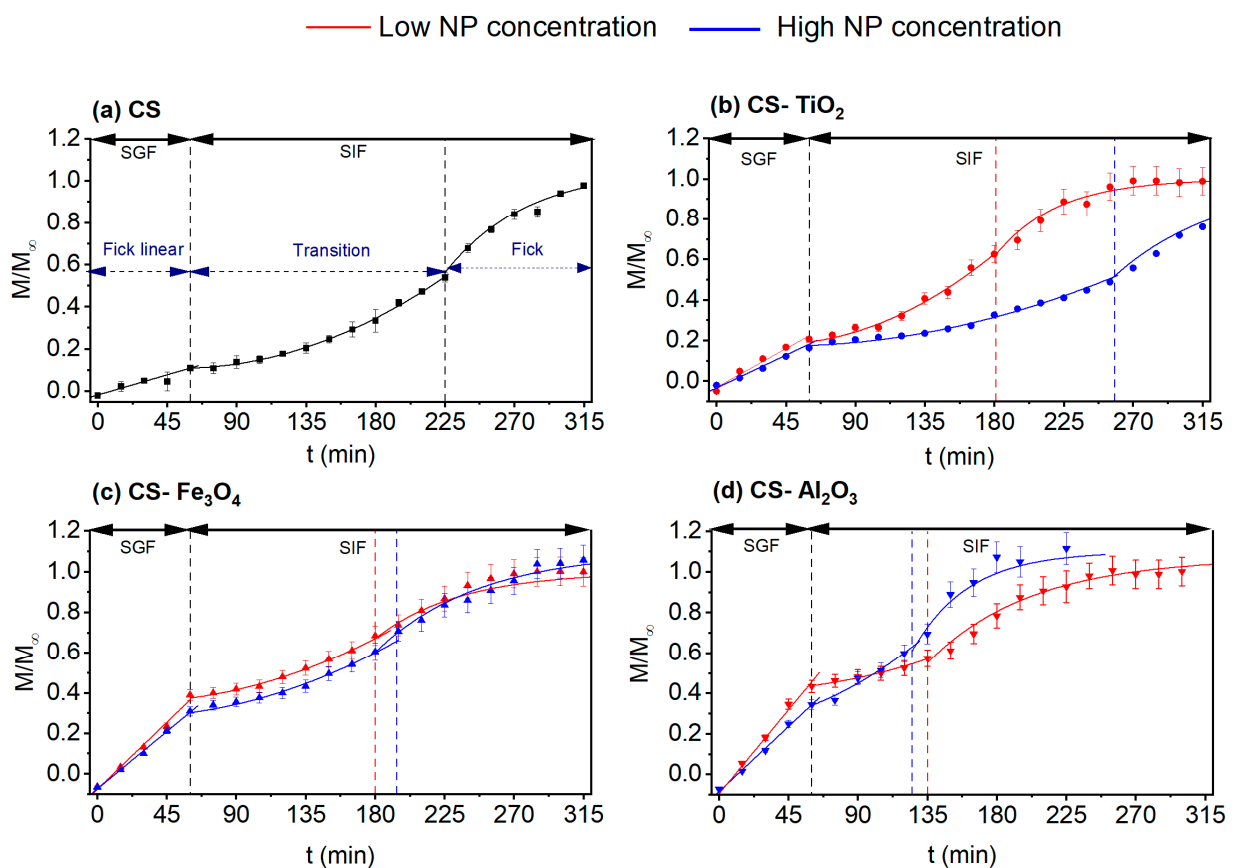 Low NP concentration High NP concentration
(a) CS
SGF SIF
Fick linear Transition Fick
M/M∞
1.2
1.0
0.8
0.6
0.4
0.2
0.0
0 45 90 135 180 225 270 315
t (min)
(b) CS- TiO₂
SGF SIF
M/M∞
1.2
1.0
0.8
0.6
0.4
0.2
0.0
0 45 90 135 180 225 270 315
t (min)
(c) CS- Fe₃O₄
SGF SIF
M/M∞
1.2
1.0
0.8
0.6
0.4
0.2
0.0
0 45 90 135 180 225 270 315
t (min)
(d) CS- Al₂O₃
SGF SIF
M/M∞
1.2
1.0
0.8
0.6
0.4
0.2
0.0
0 45 90 135 180 225 270 315
t (min)